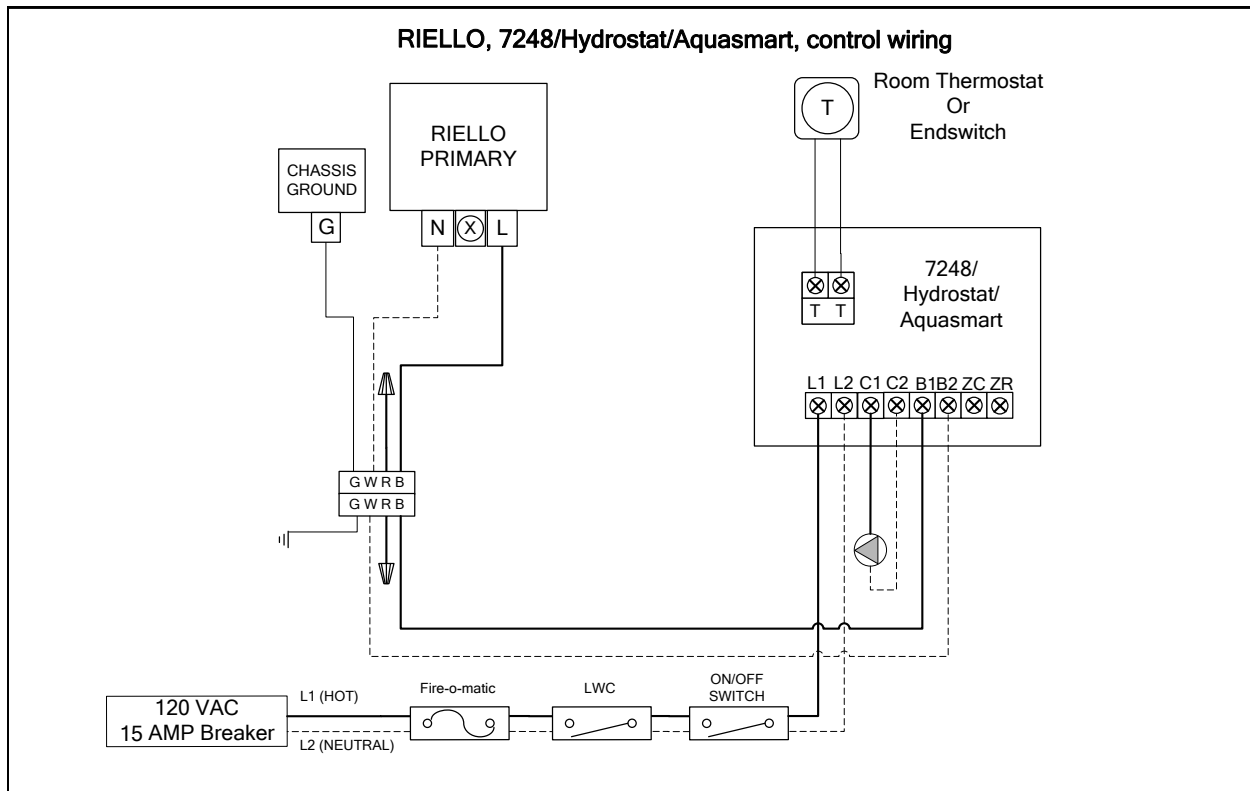 RIELLO, 7248/Hydrostat/Aquasmart, control wiring
Room Thermostat
Or
Endswitch
T
RIELLO
PRIMARY
CHASSIS
GROUND
G
N X L
7248/
Hydrostat/
Aquasmart
T T
L1 L2 C1 C2 B1 B2 ZC ZR
G W R B
G W R B
120 VAC
15 AMP Breaker
L1 (HOT)
L2 (NEUTRAL)
Fire-o-matic
LWC
ON/OFF
SWITCH